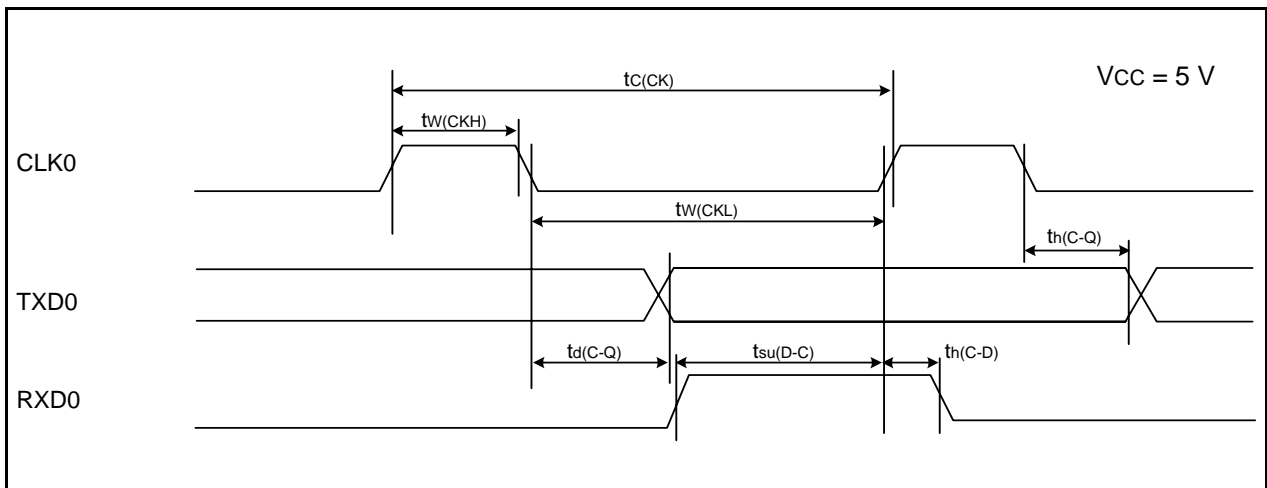 tC(CK)
VCC = 5 V
tW(CKH)
CLK0
tW(CKL)
th(C-Q)
TXD0
td(C-Q)
tsu(D-C)
th(C-D)
RXD0